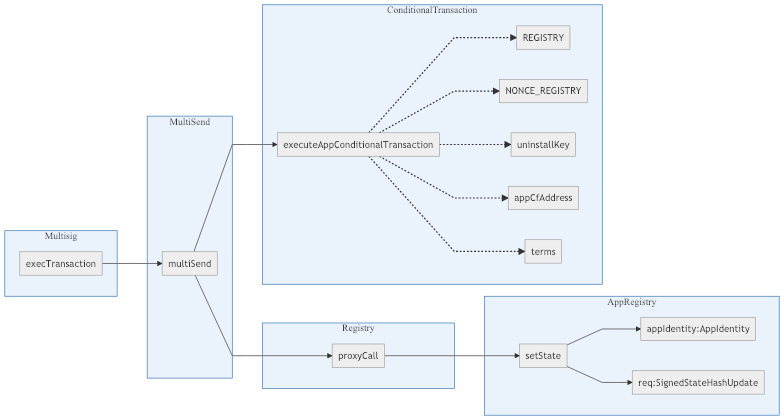 ConditionalTransaction
REGISTRY
NONCE_REGISTRY
MultiSend
executeAppConditionalTransaction
uninstallKey
appCfAddress
Multisig
terms
execTransaction
multiSend
AppRegistry
Registry
appIdentity:AppIdentity
proxyCall
setState
req:SignedStateHashUpdate